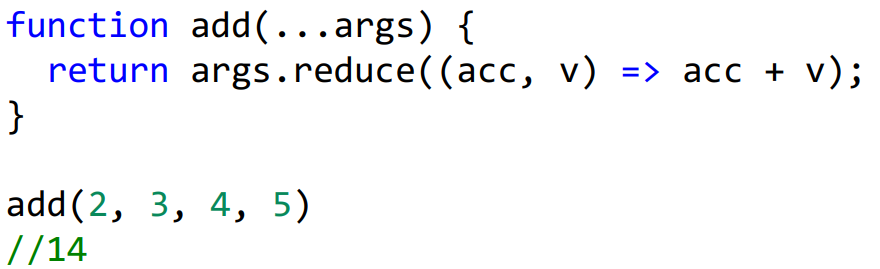 function add(...args) {
  return args.reduce((acc, v) => acc + v);
}

add(2, 3, 4, 5)
//14